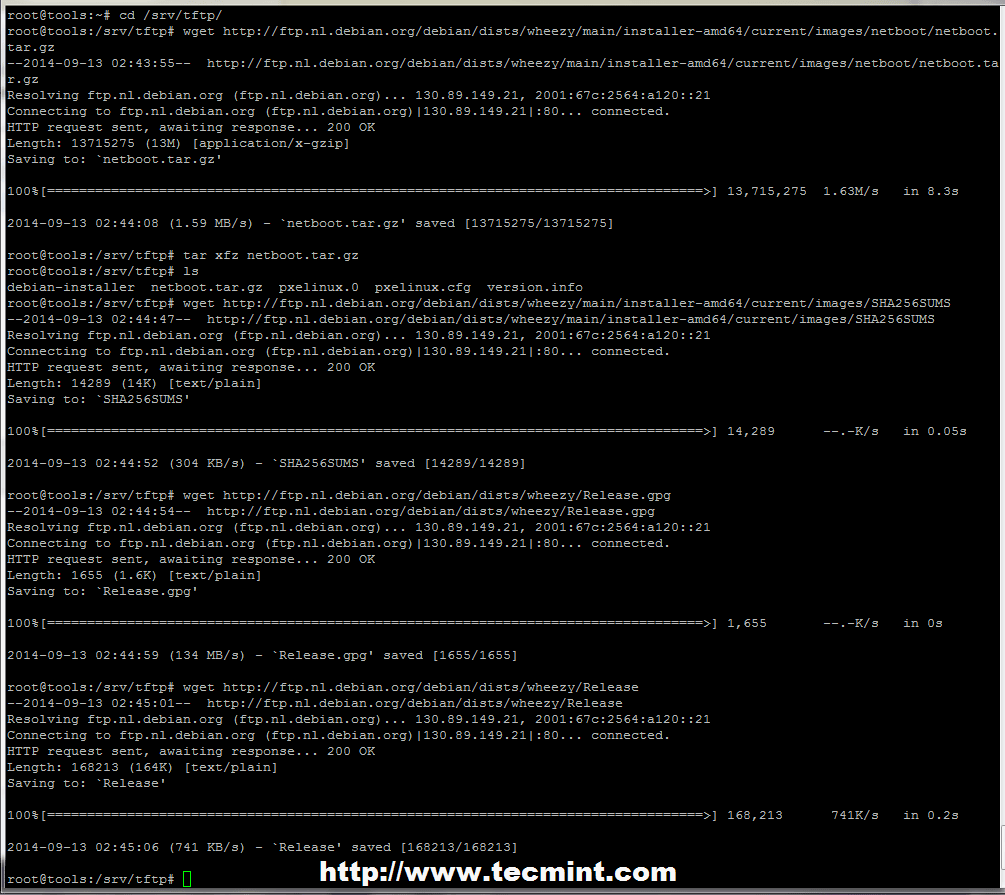 root@tools:~# cd /srv/tftp/
root@tools:/srv/tftp# wget http://ftp.nl.debian.org/debian/dists/wheezy/main/installer-amd64/current/images/netboot/netboot.
tar.gz
--2014-09-13 02:43:55--  http://ftp.nl.debian.org/debian/dists/wheezy/main/installer-amd64/current/images/netboot/netboot.ta
r.gz
Resolving ftp.nl.debian.org (ftp.nl.debian.org)... 130.89.149.21, 2001:67c:2564:a120::21
Connecting to ftp.nl.debian.org (ftp.nl.debian.org)|130.89.149.21|:80... connected.
HTTP request sent, awaiting response... 200 OK
Length: 13715275 (13M) [application/x-gzip]
Saving to: `netboot.tar.gz'
100%[==================================================================================>] 13,715,275  1.63M/s   in 8.3s
2014-09-13 02:44:08 (1.59 MB/s) - `netboot.tar.gz' saved [13715275/13715275]
root@tools:/srv/tftp# tar xfz netboot.tar.gz
root@tools:/srv/tftp# ls
debian-installer  netboot.tar.gz  pxelinux.0  pxelinux.cfg  version.info
root@tools:/srv/tftp# wget http://ftp.nl.debian.org/debian/dists/wheezy/main/installer-amd64/current/images/SHA256SUMS
--2014-09-13 02:44:47--  http://ftp.nl.debian.org/debian/dists/wheezy/main/installer-amd64/current/images/SHA256SUMS
Resolving ftp.nl.debian.org (ftp.nl.debian.org)... 130.89.149.21, 2001:67c:2564:a120::21
Connecting to ftp.nl.debian.org (ftp.nl.debian.org)|130.89.149.21|:80... connected.
HTTP request sent, awaiting response... 200 OK
Length: 14289 (14K) [text/plain]
Saving to: `SHA256SUMS'
100%[==================================================================================>] 14,289      --.-K/s   in 0.05s
2014-09-13 02:44:52 (304 KB/s) - `SHA256SUMS' saved [14289/14289]
root@tools:/srv/tftp# wget http://ftp.nl.debian.org/debian/dists/wheezy/Release.gpg
--2014-09-13 02:44:54--  http://ftp.nl.debian.org/debian/dists/wheezy/Release.gpg
Resolving ftp.nl.debian.org (ftp.nl.debian.org)... 130.89.149.21, 2001:67c:2564:a120::21
Connecting to ftp.nl.debian.org (ftp.nl.debian.org)|130.89.149.21|:80... connected.
HTTP request sent, awaiting response... 200 OK
Length: 1655 (1.6K) [text/plain]
Saving to: `Release.gpg'
100%[==================================================================================>] 1,655       --.-K/s   in 0s
2014-09-13 02:44:59 (134 MB/s) - `Release.gpg' saved [1655/1655]
root@tools:/srv/tftp# wget http://ftp.nl.debian.org/debian/dists/wheezy/Release
--2014-09-13 02:45:01--  http://ftp.nl.debian.org/debian/dists/wheezy/Release
Resolving ftp.nl.debian.org (ftp.nl.debian.org)... 130.89.149.21, 2001:67c:2564:a120::21
Connecting to ftp.nl.debian.org (ftp.nl.debian.org)|130.89.149.21|:80... connected.
HTTP request sent, awaiting response... 200 OK
Length: 168213 (164K) [text/plain]
Saving to: `Release'
100%[==================================================================================>] 168,213      741K/s   in 0.2s
2014-09-13 02:45:06 (741 KB/s) - `Release' saved [168213/168213]
http://www.tecmint.com
root@tools:/srv/tftp#